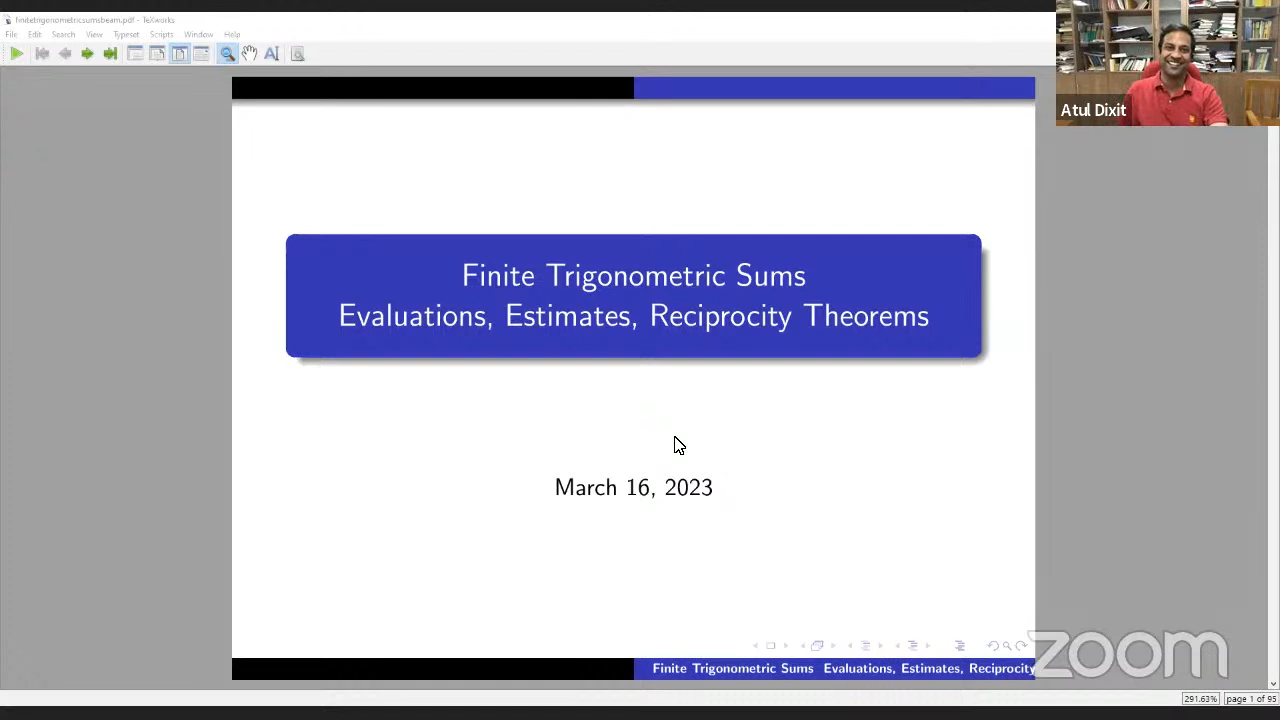 finitetrigonometricsumsbeam.pdf - TeXworks
File Edit Search View Typeset Scripts Window Help
Atul Dixit
Finite Trigonometric Sums
Evaluations, Estimates, Reciprocity Theorems
March 16, 2023
Finite Trigonometric Sums Evaluations, Estimates, Reciprocity
zoom
291.63% page 1 of 95